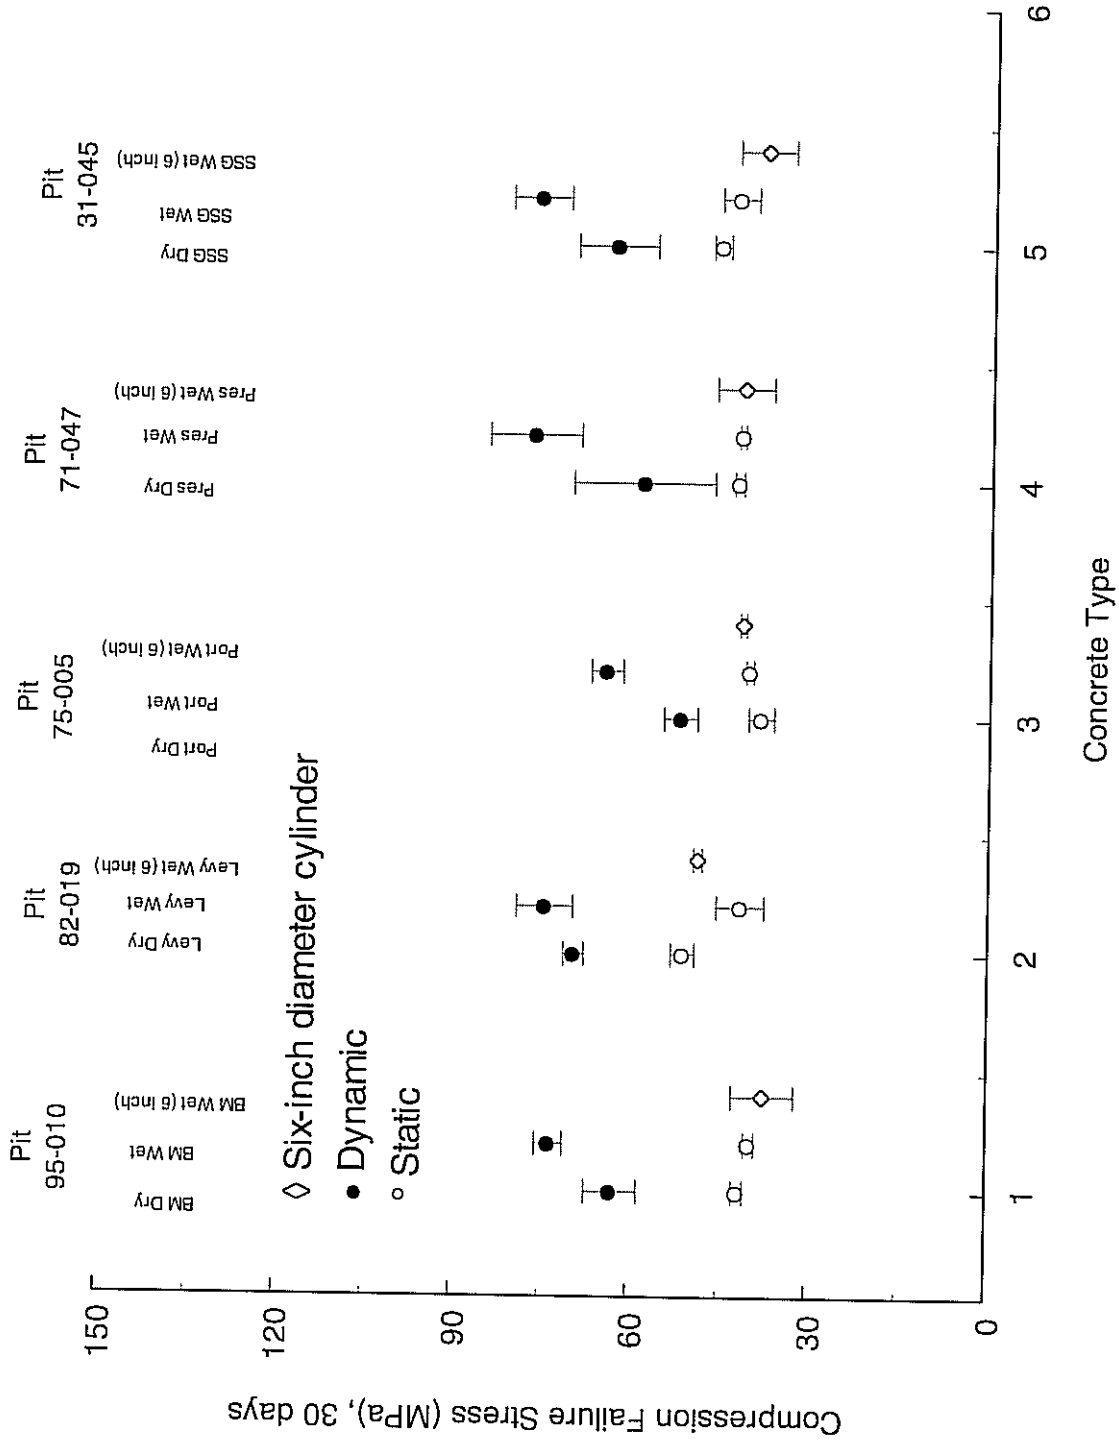 Compression Failure Stress (MPa), 30 days
150
120
90
60
30
0
Pit
95-010
BM Dry
BM Wet
BM Wet (6 inch)
Pit
82-019
Levy Dry
Levy Wet
Levy Wet (6 inch)
Pit
75-005
Port Dry
Port Wet
Port Wet (6 inch)
Pit
71-047
Pres Dry
Pres Wet
Pres Wet (6 inch)
Pit
31-045
SSG Dry
SSG Wet
SSG Wet (6 inch)
Six-inch diameter cylinder
Dynamic
Static
1
2
3
4
5
6
Concrete Type